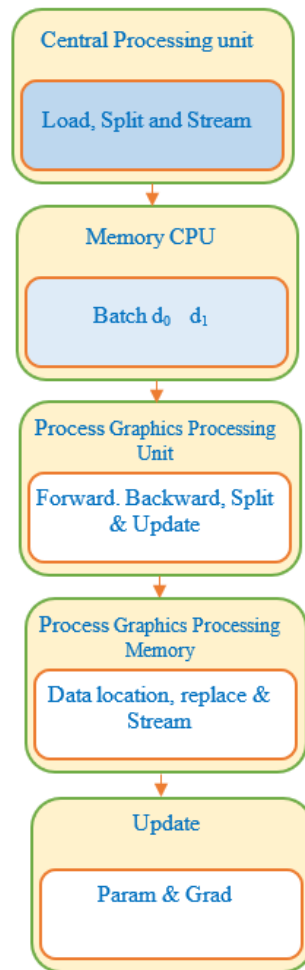 Central Processing unit
Load, Split and Stream
Memory CPU
Batch d₀ d₁
Process Graphics Processing
Unit
Forward. Backward, Split
& Update
Process Graphics Processing
Memory
Data location, replace &
Stream
Update
Param & Grad